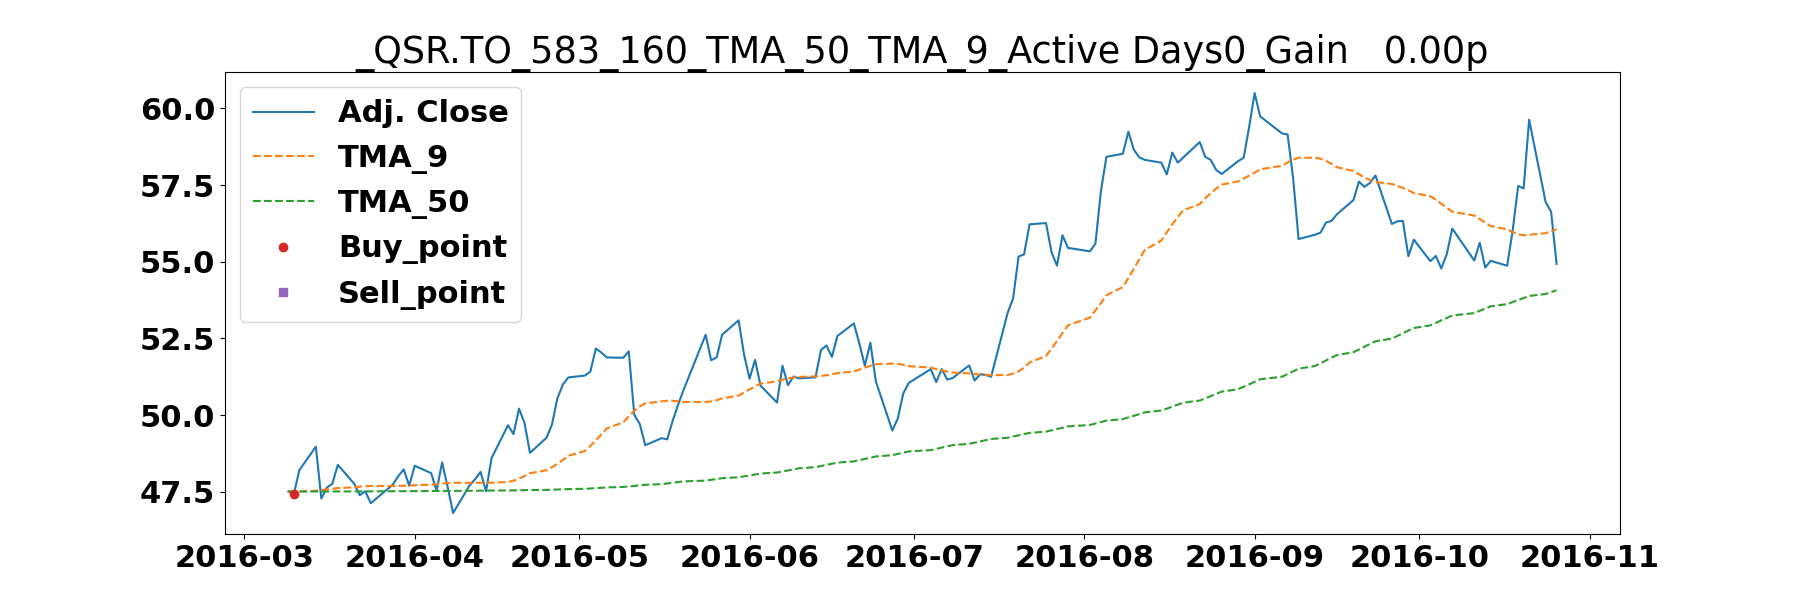 _QSR.TO_583_160_TMA_50_TMA_9_Active Days0_Gain   0.00p
Adj. Close
TMA_9
TMA_50
Buy_point
Sell_point
60.0
57.5
55.0
52.5
50.0
47.5
2016-03 2016-04 2016-05 2016-06 2016-07 2016-08 2016-09 2016-10 2016-11